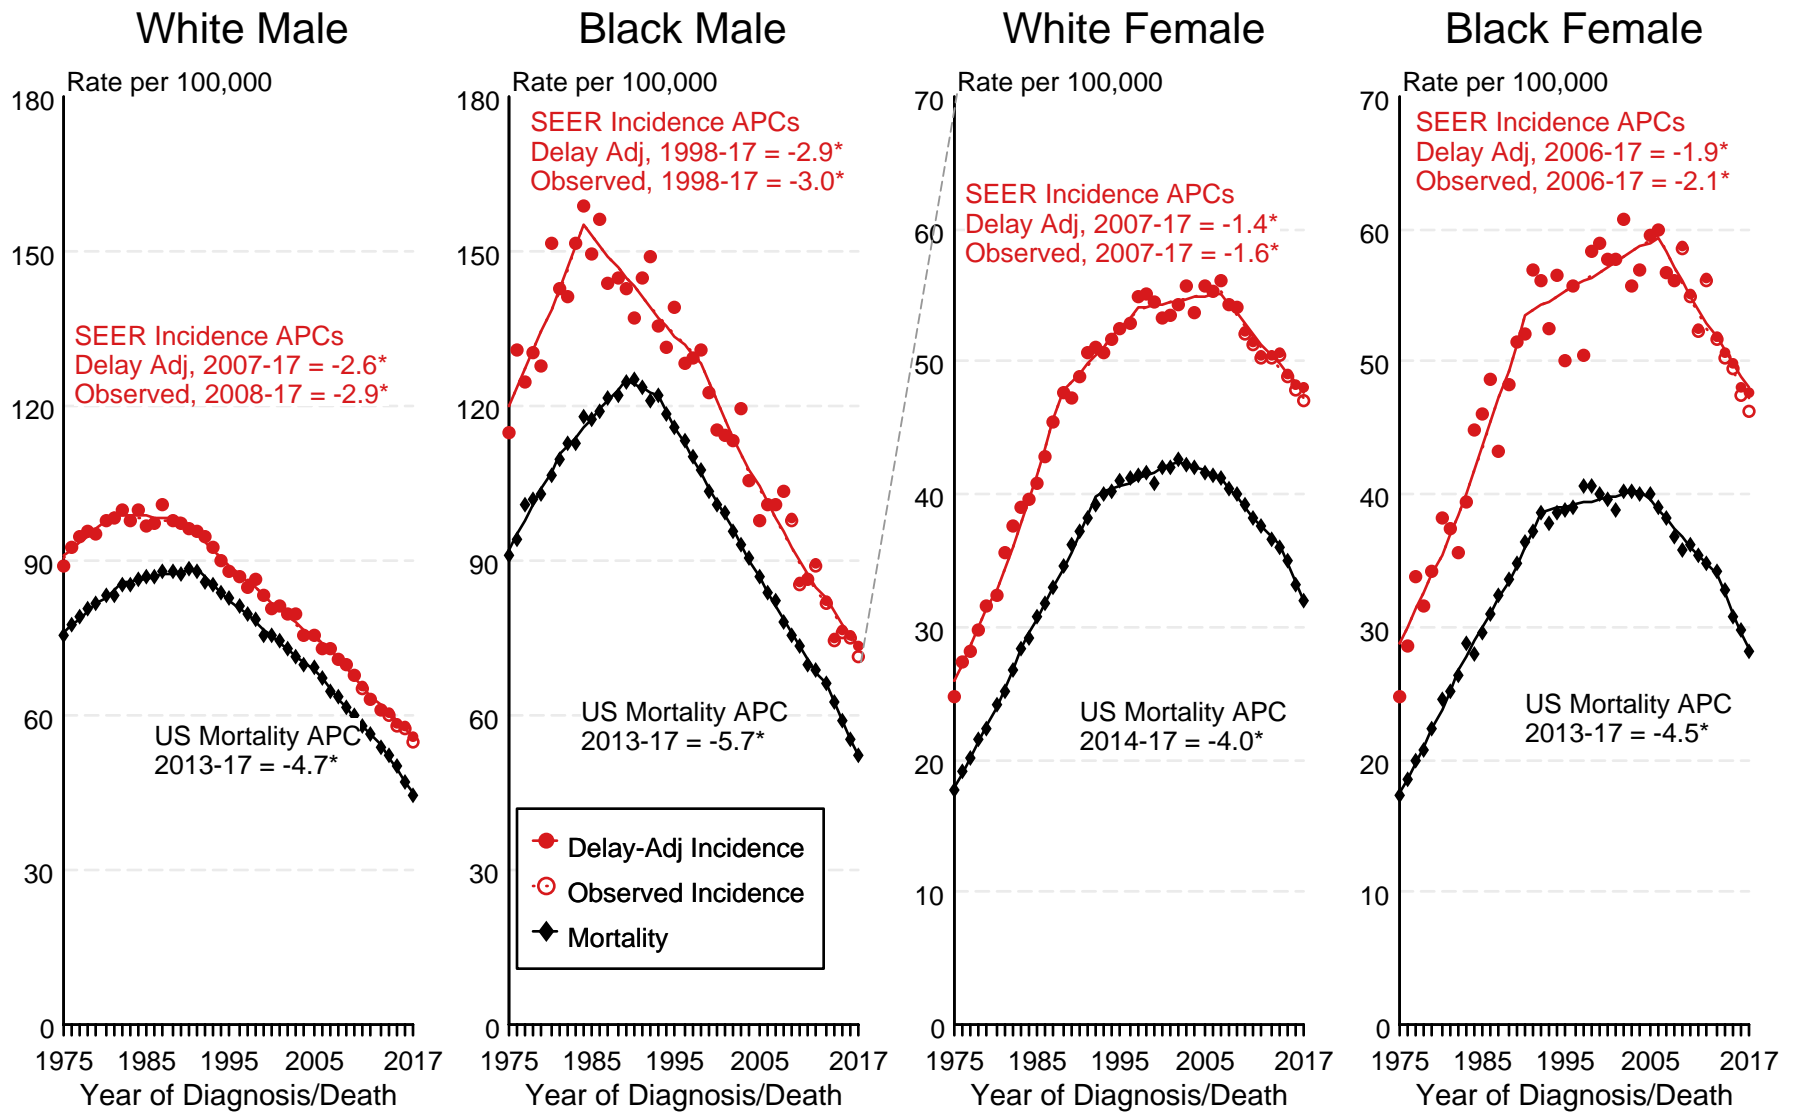 White Male
Rate per 100,000
180
150
120
90
60
30
0
SEER Incidence APCs
Delay Adj, 2007-17 = -2.6*
Observed, 2008-17 = -2.9*
US Mortality APC
2013-17 = -4.7*
1975 1985 1995 2005 2017
Year of Diagnosis/Death
Black Male
Rate per 100,000
180
150
120
90
60
30
0
SEER Incidence APCs
Delay Adj, 1998-17 = -2.9*
Observed, 1998-17 = -3.0*
US Mortality APC
2013-17 = -5.7*
Delay-Adj Incidence
Observed Incidence
Mortality
1975 1985 1995 2005 2017
Year of Diagnosis/Death
White Female
Rate per 100,000
70
60
50
40
30
20
10
0
SEER Incidence APCs
Delay Adj, 2007-17 = -1.4*
Observed, 2007-17 = -1.6*
US Mortality APC
2014-17 = -4.0*
1975 1985 1995 2005 2017
Year of Diagnosis/Death
Black Female
Rate per 100,000
70
60
50
40
30
20
10
0
SEER Incidence APCs
Delay Adj, 2006-17 = -1.9*
Observed, 2006-17 = -2.1*
US Mortality APC
2013-17 = -4.5*
1975 1985 1995 2005 2017
Year of Diagnosis/Death